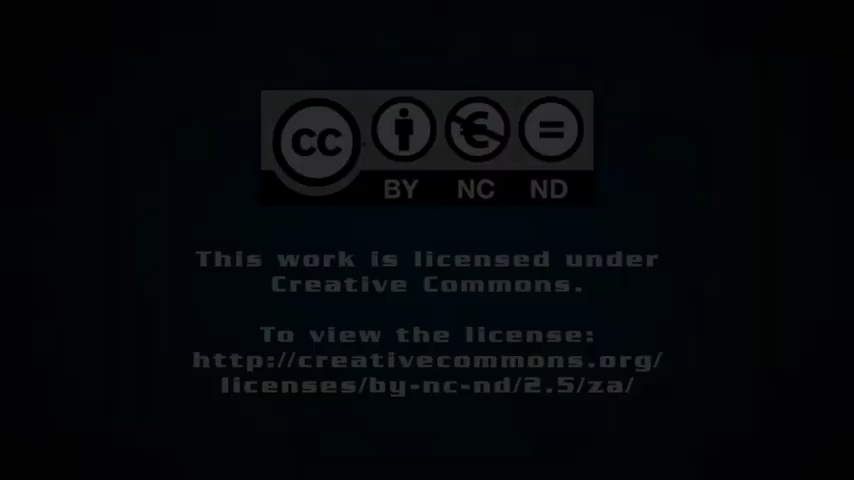 CC
BY NC ND
This work is licensed under
Creative Commons.
To view the license:
http://creativecommons.org/
licenses/by-nc-nd/2.5/za/